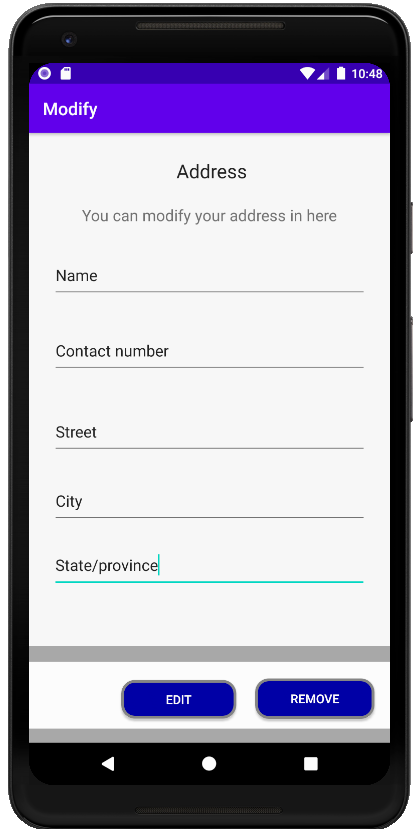 10:48
Modify
Address
You can modify your address in here
Name
Contact number
Street
City
State/province
EDIT REMOVE